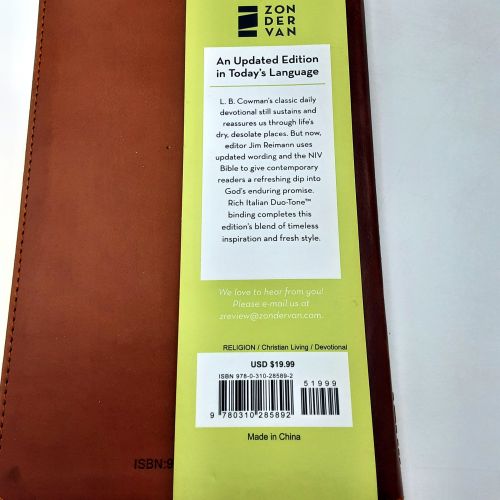 ZON
DER
VAN
An Updated Edition
in Today's Language
L. B. Cowman's classic daily
devotional still sustains and
reassures us through life's
dry, desolate places. But now,
editor Jim Reimann uses
updated wording and the NIV
Bible to give contemporary
readers a refreshing dip into
God's enduring promise.
Rich Italian Duo-Tone™
binding completes this
edition's blend of timeless
inspiration and fresh style.
We love to hear from you!
Please e-mail us at
zreview@zondervan.com.
RELIGION / Christian Living / Devotional
USD $19.99
ISBN 978-0-310-28589-2
51999
9 780310 285892
Made in China
ISBN:9